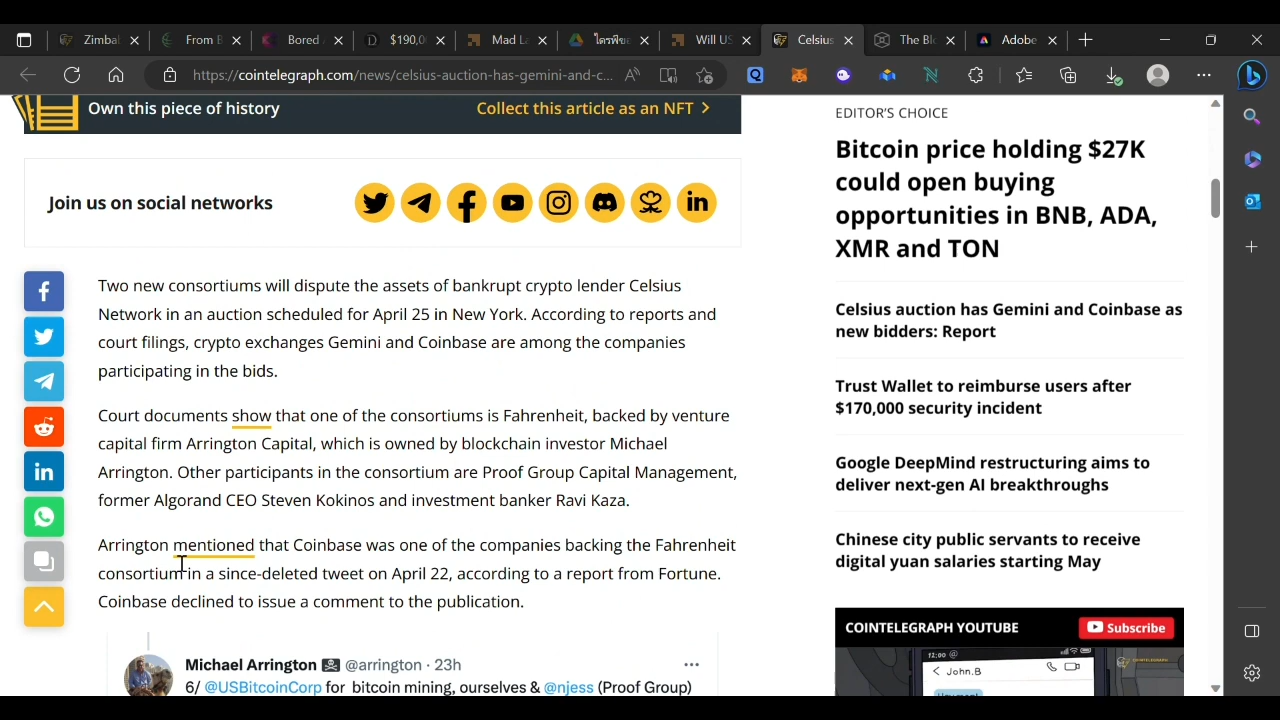 Zimbal
From B
Bored
$190,0
Mad La
ใครพีซอ
Will US
Celsius
The Blo
Adobe
https://cointelegraph.com/news/celsius-auction-has-gemini-and-c...
Own this piece of history
Collect this article as an NFT >
Join us on social networks
Two new consortiums will dispute the assets of bankrupt crypto lender Celsius
Network in an auction scheduled for April 25 in New York. According to reports and
court filings, crypto exchanges Gemini and Coinbase are among the companies
participating in the bids.
Court documents show that one of the consortiums is Fahrenheit, backed by venture
capital firm Arrington Capital, which is owned by blockchain investor Michael
Arrington. Other participants in the consortium are Proof Group Capital Management,
former Algorand CEO Steven Kokinos and investment banker Ravi Kaza.
Arrington mentioned that Coinbase was one of the companies backing the Fahrenheit
consortium in a since-deleted tweet on April 22, according to a report from Fortune.
Coinbase declined to issue a comment to the publication.
Michael Arrington @arrington · 23h
6/ @USBitcoinCorp for bitcoin mining, ourselves & @njess (Proof Group)
EDITOR'S CHOICE
Bitcoin price holding $27K
could open buying
opportunities in BNB, ADA,
XMR and TON
Celsius auction has Gemini and Coinbase as
new bidders: Report
Trust Wallet to reimburse users after
$170,000 security incident
Google DeepMind restructuring aims to
deliver next-gen AI breakthroughs
Chinese city public servants to receive
digital yuan salaries starting May
COINTELEGRAPH YOUTUBE
Subscribe
12:00
John.B